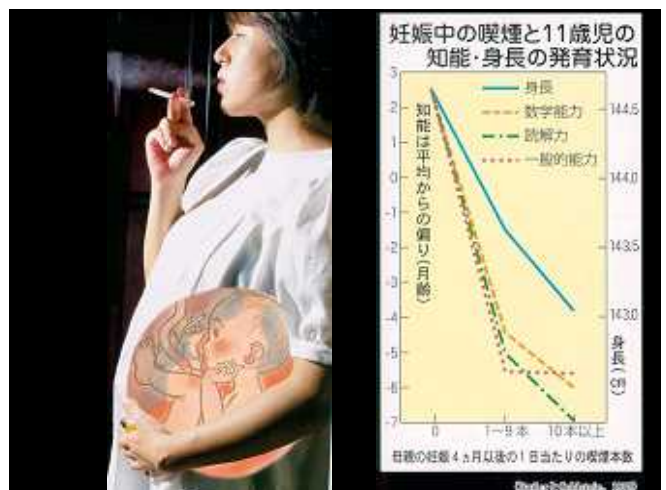 妊娠中の喫煙と11歳児の
知能・身長の発育状況
身長
数学能力
読解力
一般的能力
知能は平均からの偏り(月齢)
3
2
1
0
-1
-2
-3
-4
-5
-6
-7
144.5
144.0
143.5
143.0
身長(㎝)
0
1〜9本
10本以上
母親の妊娠4ヵ月以後の1日当たりの喫煙本数